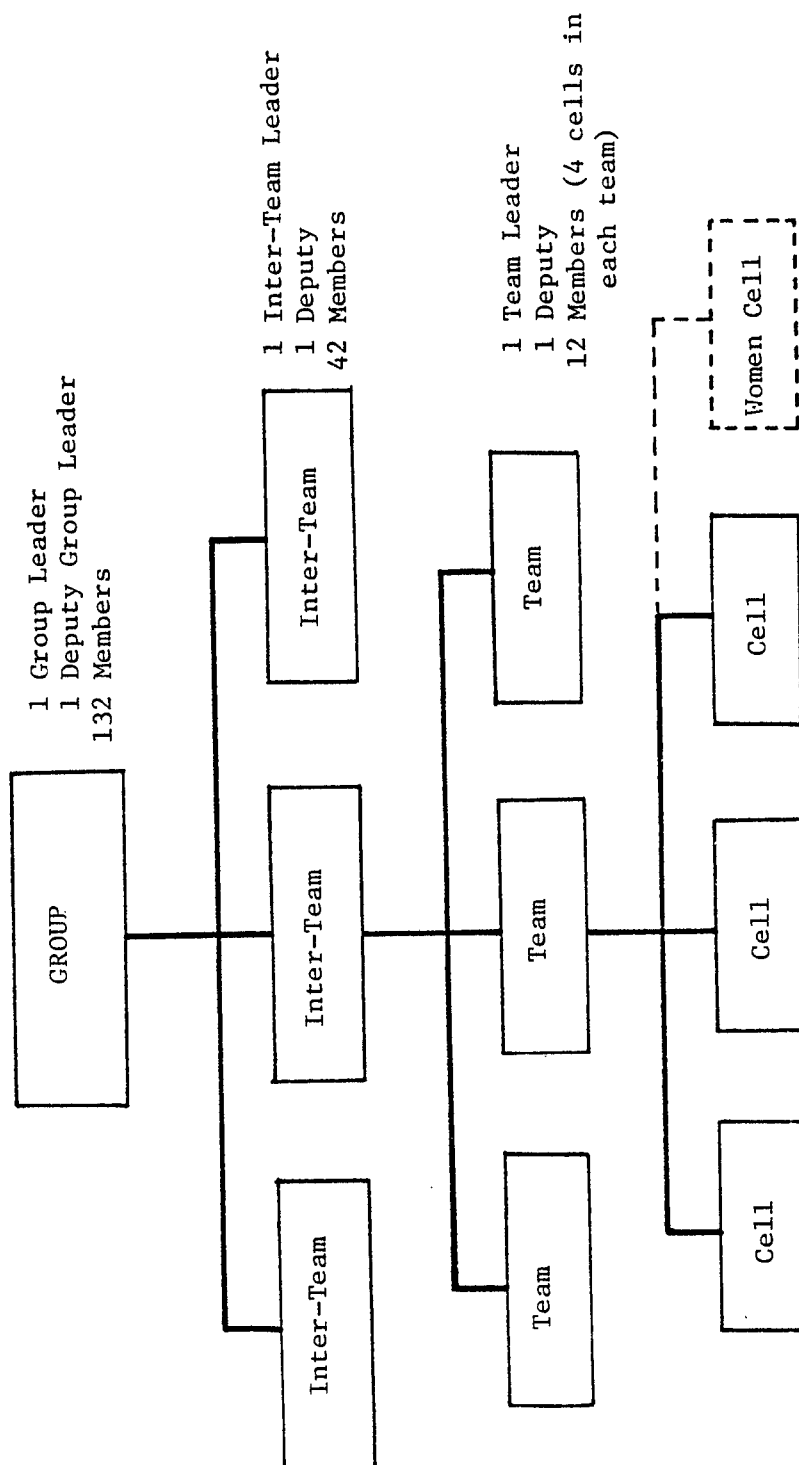 GROUP
1 Group Leader
1 Deputy Group Leader
132 Members
Inter-Team
Inter-Team
Inter-Team
1 Inter-Team Leader
1 Deputy
42 Members
Team
Team
Team
1 Team Leader
1 Deputy
12 Members (4 cells in
each team)
Cell
Cell
Cell
Women Cell